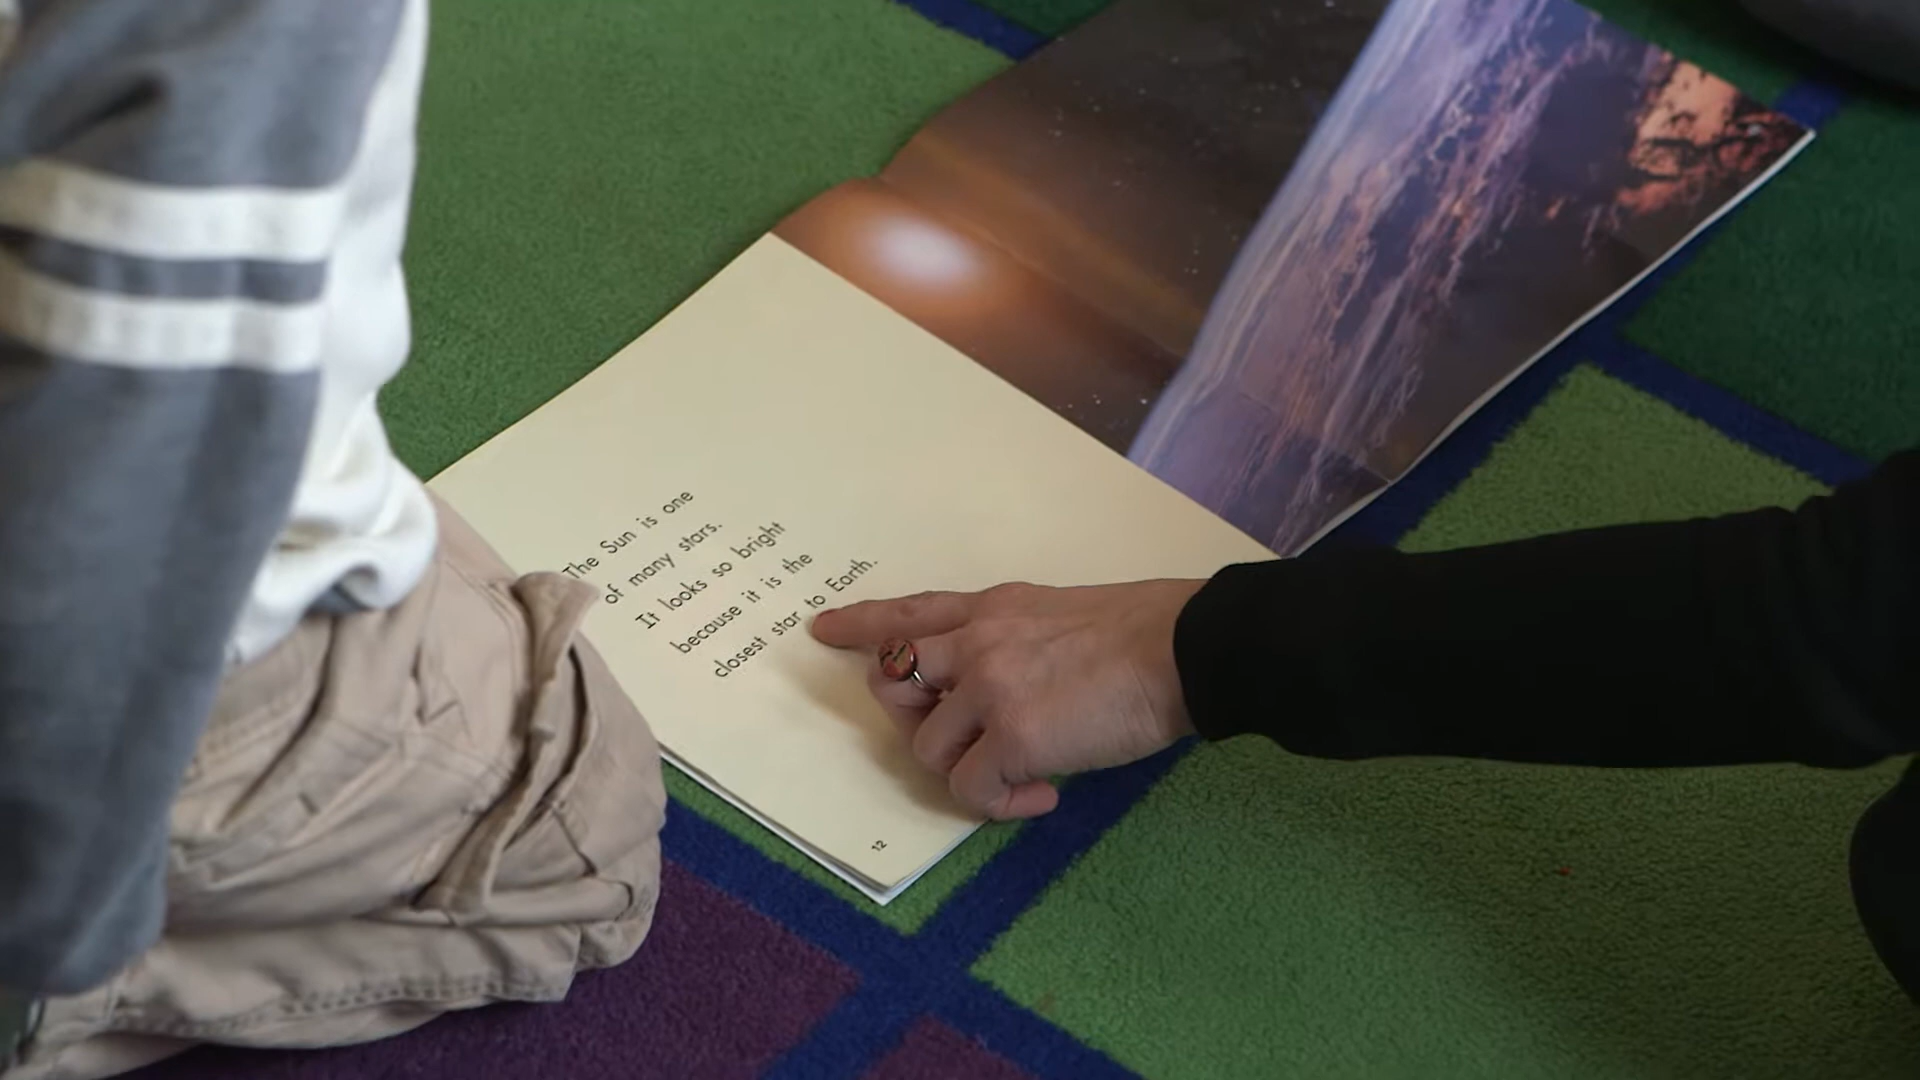 The Sun is one
of many stars.
It looks so bright
because it is the
closest star to Earth.
12